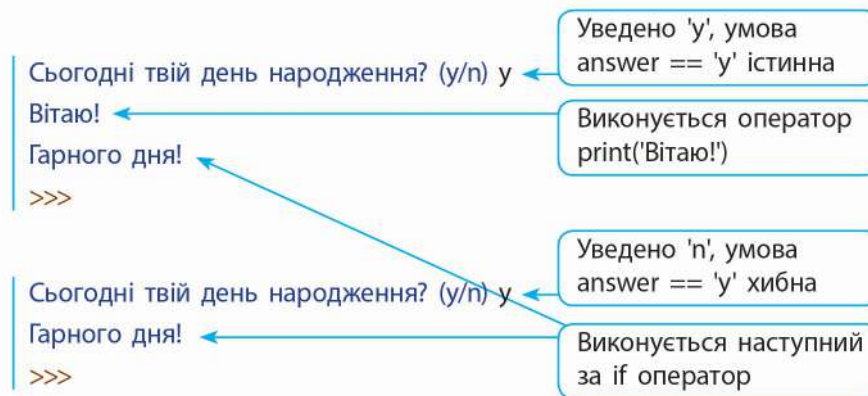 Сьогодні твій день народження? (y/n) y
Вітаю!
Гарного дня!
>>>
Уведено 'y', умова
answer == 'y' істинна
Виконується оператор
print('Вітаю!')
Сьогодні твій день народження? (y/n) y
Гарного дня!
>>>
Уведено 'n', умова
answer == 'y' хибна
Виконується наступний
за if оператор